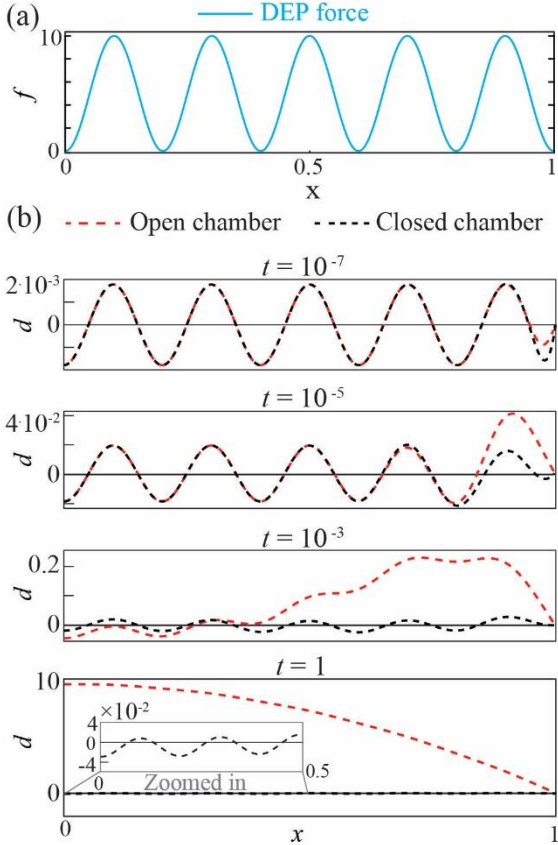 (a)
DEP force
10
f
0
0
0.5
1
x
(b)
Open chamber
Closed chamber
t = 10⁻⁷
2·10⁻³
d
0
t = 10⁻⁵
4·10⁻²
d
0
t = 10⁻³
0.2
d
0
t = 1
10
d
×10⁻²
4
0
-4
0
0.5
Zoomed in
0
0
x
1